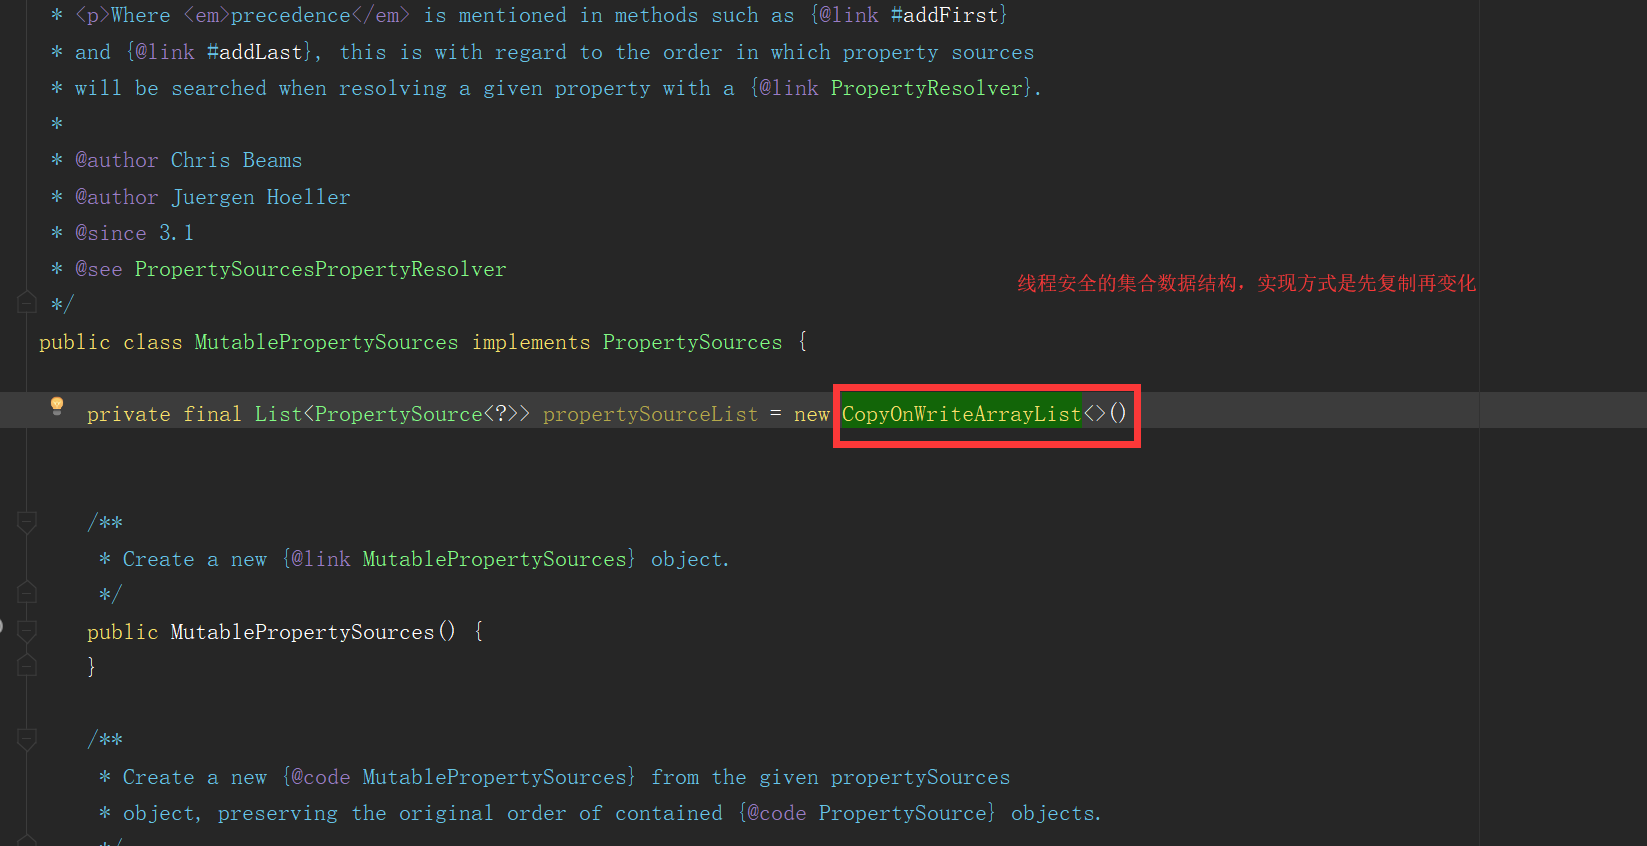 * <p>Where <em>precedence</em> is mentioned in methods such as {@link #addFirst}
* and {@link #addLast}, this is with regard to the order in which property sources
* will be searched when resolving a given property with a {@link PropertyResolver}.
*
* @author Chris Beams
* @author Juergen Hoeller
* @since 3.1
* @see PropertySourcesPropertyResolver
线程安全的集合数据结构，实现方式是先复制再变化
*/
public class MutablePropertySources implements PropertySources {
private final List<PropertySource<?>> propertySourceList = new CopyOnWriteArrayList<>()
/**
* Create a new {@link MutablePropertySources} object.
*/
public MutablePropertySources() {
}
/**
* Create a new {@code MutablePropertySources} from the given propertySources
* object, preserving the original order of contained {@code PropertySource} objects.
*/